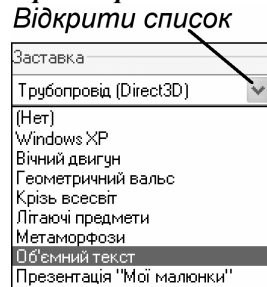 Відкрити список
Заставка
Трубопровід (Direct3D)
(Нет)
Windows XP
Вічний двигун
Геометричний вальс
Крізь всесвіт
Літаючі предмети
Метаморфози
Об'ємний текст
Презентація "Мої малюнки"